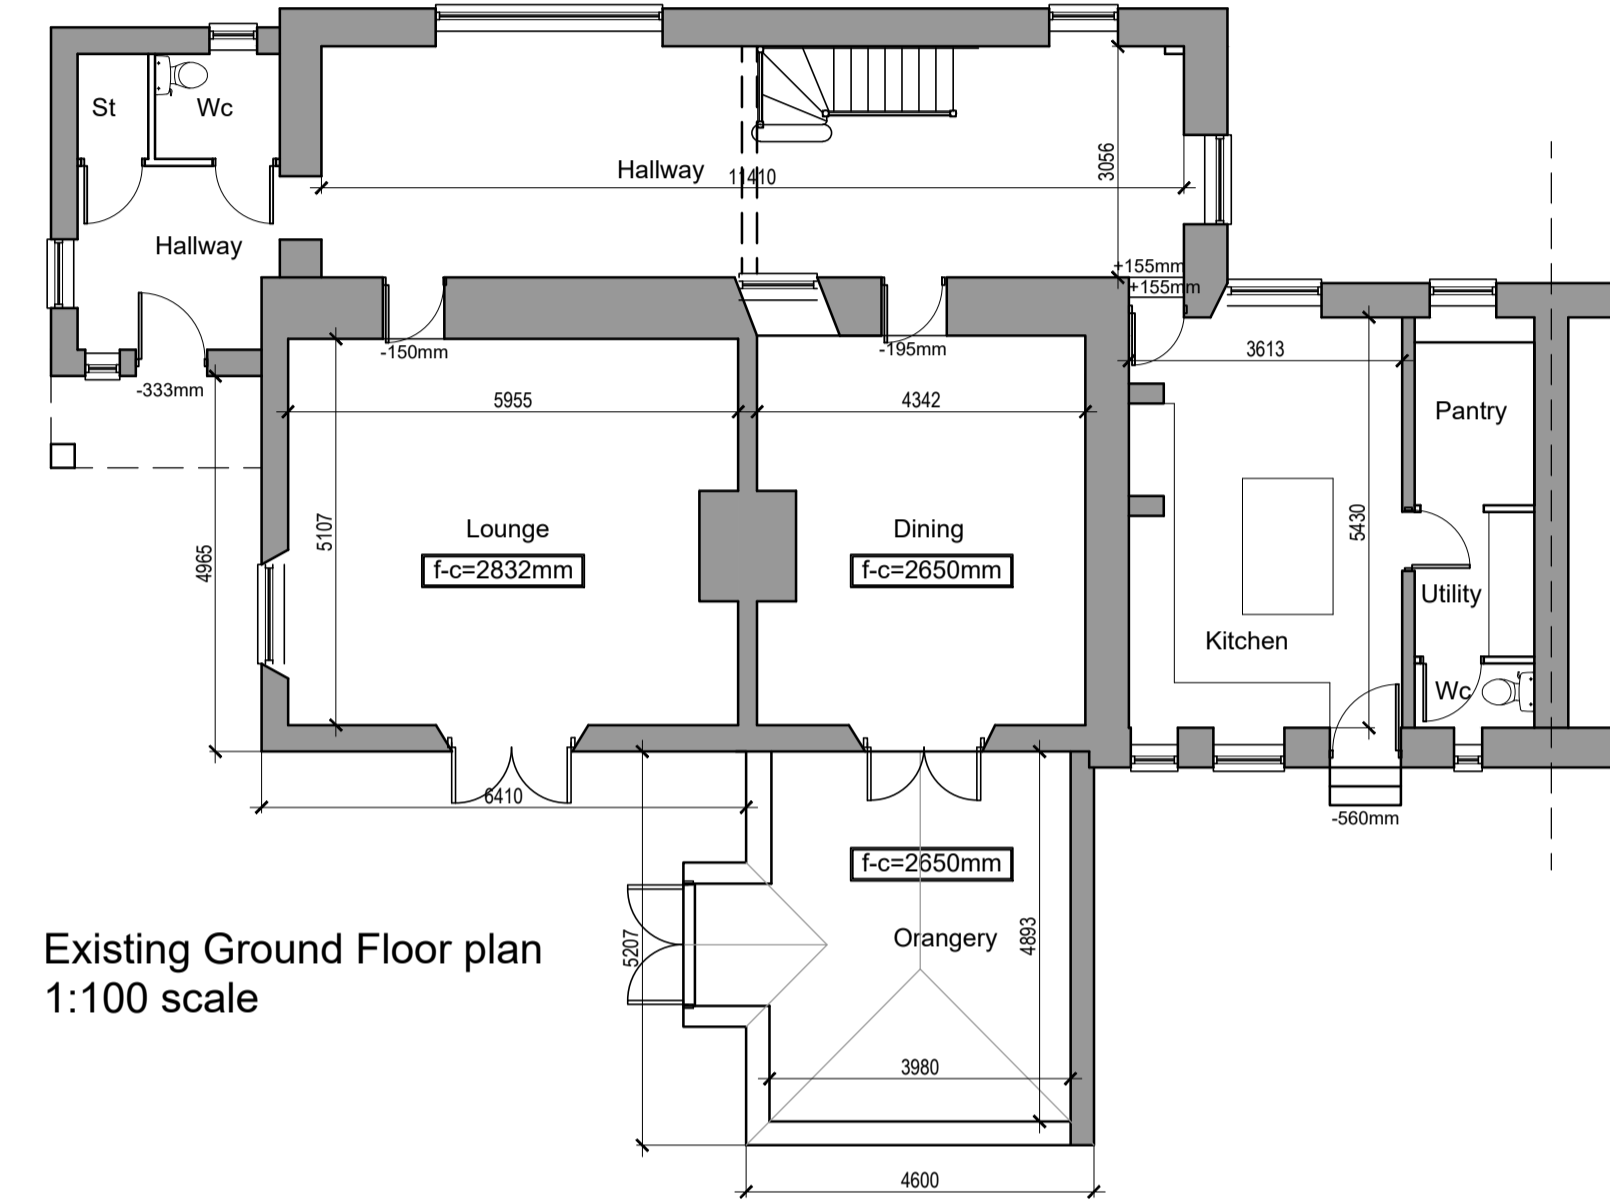 St
Wc
Hallway
11410
3056
Hallway
+155mm
+155mm
-150mm
-195mm
3613
-333mm
5955
4342
Pantry
4965
5107
Lounge
f-c=2832mm
Dining
f-c=2650mm
5430
Utility
Kitchen
Wc
6410
-560mm
f-c=2650mm
5207
Orangery
4893
Existing Ground Floor plan
1:100 scale
3980
4600